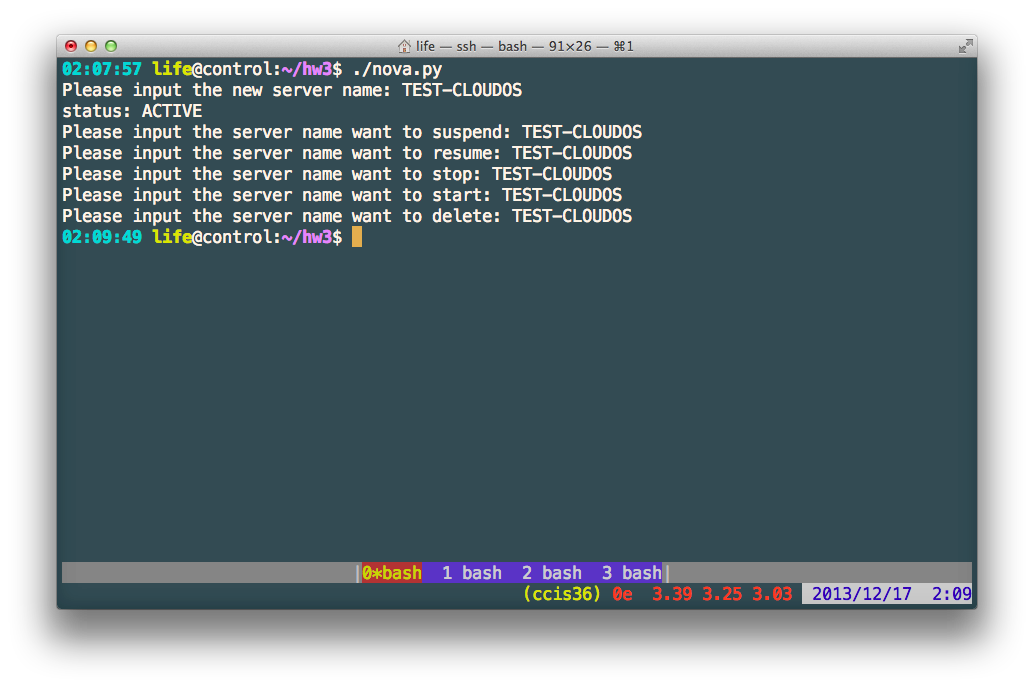 life — ssh — bash — 91×26 — ⌘1
02:07:57 life@control:~/hw3$ ./nova.py
Please input the new server name: TEST-CLOUDOS
status: ACTIVE
Please input the server name want to suspend: TEST-CLOUDOS
Please input the server name want to resume: TEST-CLOUDOS
Please input the server name want to stop: TEST-CLOUDOS
Please input the server name want to start: TEST-CLOUDOS
Please input the server name want to delete: TEST-CLOUDOS
02:09:49 life@control:~/hw3$
|0*bash  1 bash  2 bash  3 bash|
(ccis36) 0e  3.39 3.25 3.03  2013/12/17  2:09